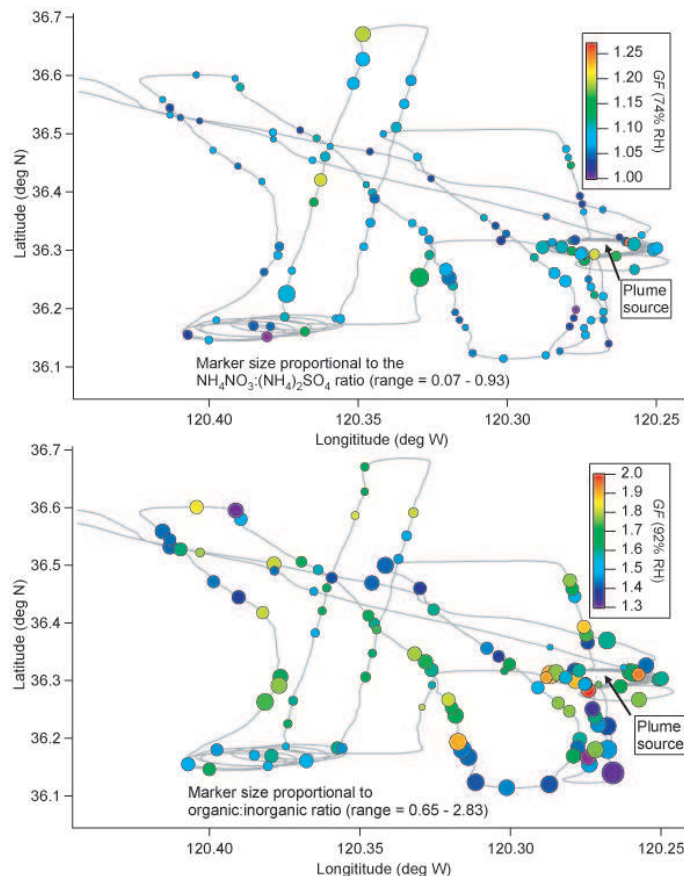 36.7
36.6
36.5
36.4
36.3
36.2
36.1
Latitude (deg N)
1.25
1.20
1.15
1.10
1.05
1.00
GF (74% RH)
Plume
source
Marker size proportional to the
NH4NO3:(NH4)2SO4 ratio (range = 0.07 - 0.93)
120.40
120.35
120.30
120.25
Longititude (deg W)
36.7
36.6
36.5
36.4
36.3
36.2
36.1
Latitude (deg N)
2.0
1.9
1.8
1.7
1.6
1.5
1.4
1.3
GF (92% RH)
Plume
source
Marker size proportional to
organic:inorganic ratio (range = 0.65 - 2.83)
120.40
120.35
120.30
120.25
Longitiude (deg W)